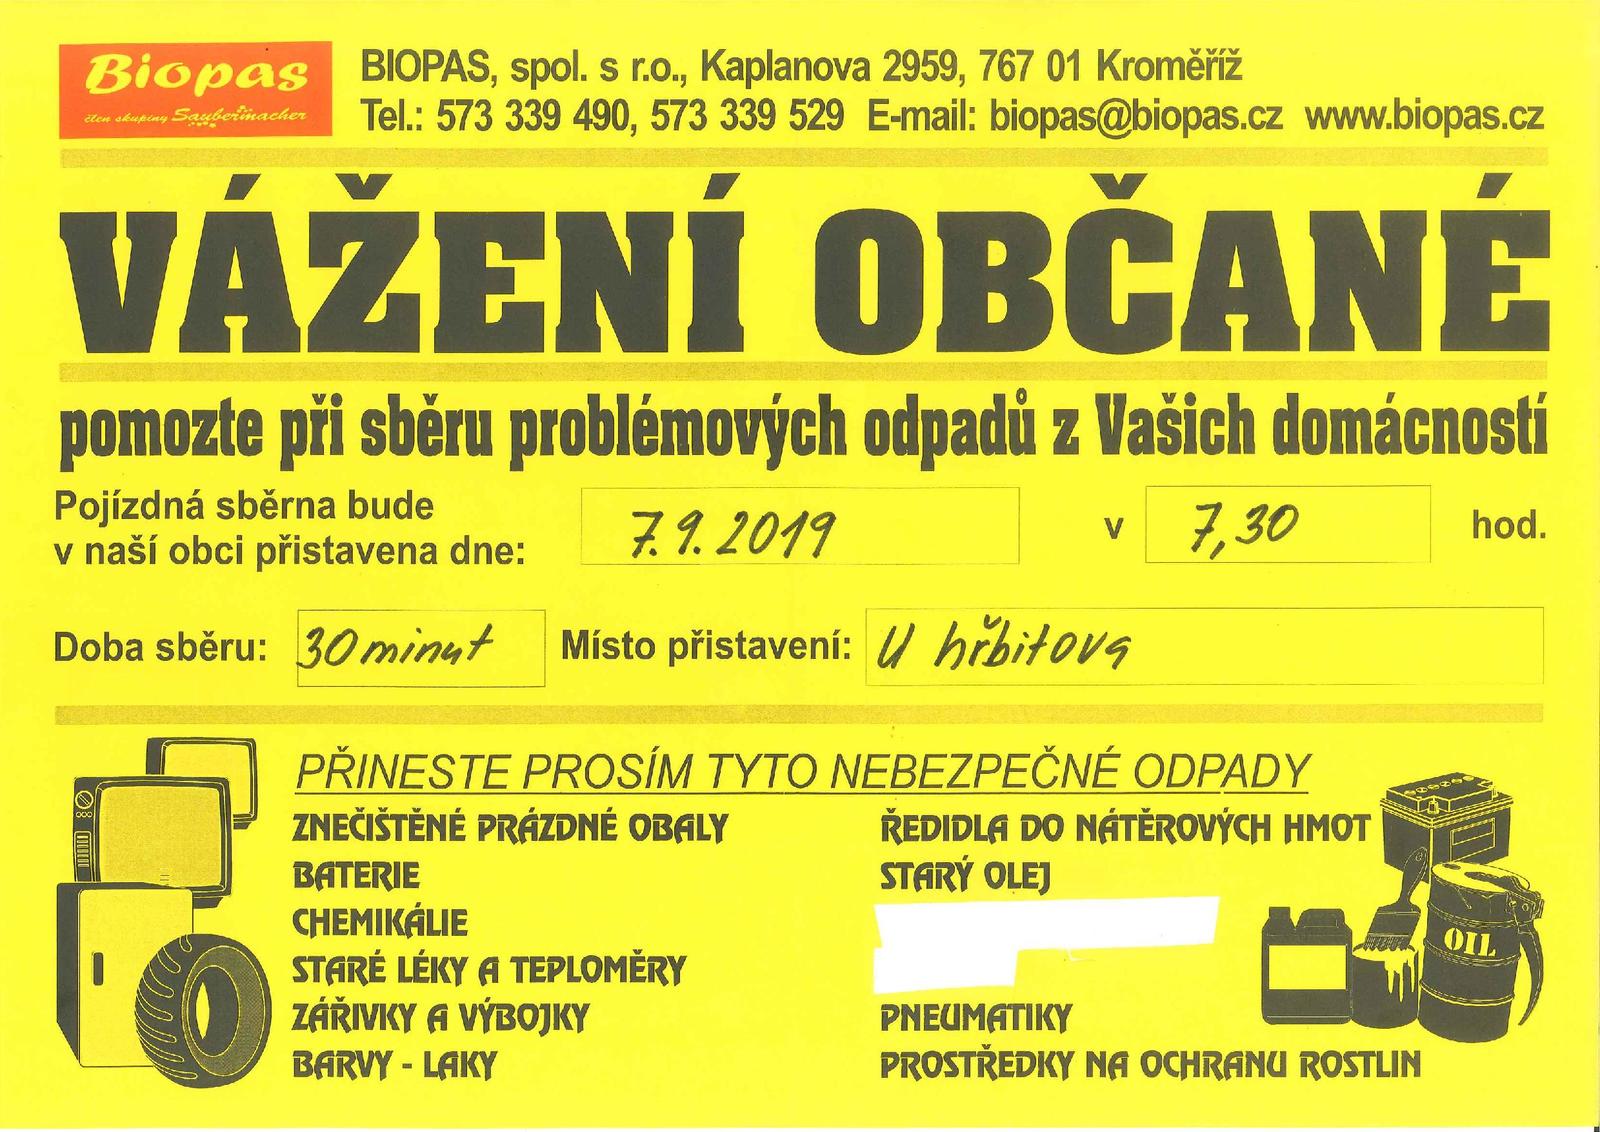 Biopas
člen skupiny Saubermacher
BIOPAS, spol. s r.o., Kaplanova 2959, 767 01 Kroměříž
Tel.: 573 339 490, 573 339 529 E-mail: biopas@biopas.cz www.biopas.cz
VÁŽENÍ OBČANÉ
pomozte při sběru problémových odpadů z Vašich domácností
Pojízdná sběrna bude
v naší obci přistavena dne: 7.9.2019 v 7,30 hod.
Doba sběru: 30 minut Místo přistavení: U hřbitova
PŘINESTE PROSÍM TYTO NEBEZPEČNÉ ODPADY
ZNEČIŠTĚNÉ PRÁZDNÉ OBALY
BATERIE
CHEMIKÁLIE
STARÉ LÉKY A TEPLOMĚRY
ZÁŘIVKY A VÝBOJKY
BARVY - LAKY
ŘEDIDLA DO NÁTĚROVÝCH HMOT
STARÝ OLEJ
PNEUMATIKY
PROSTŘEDKY NA OCHRANU ROSTLIN
OIL